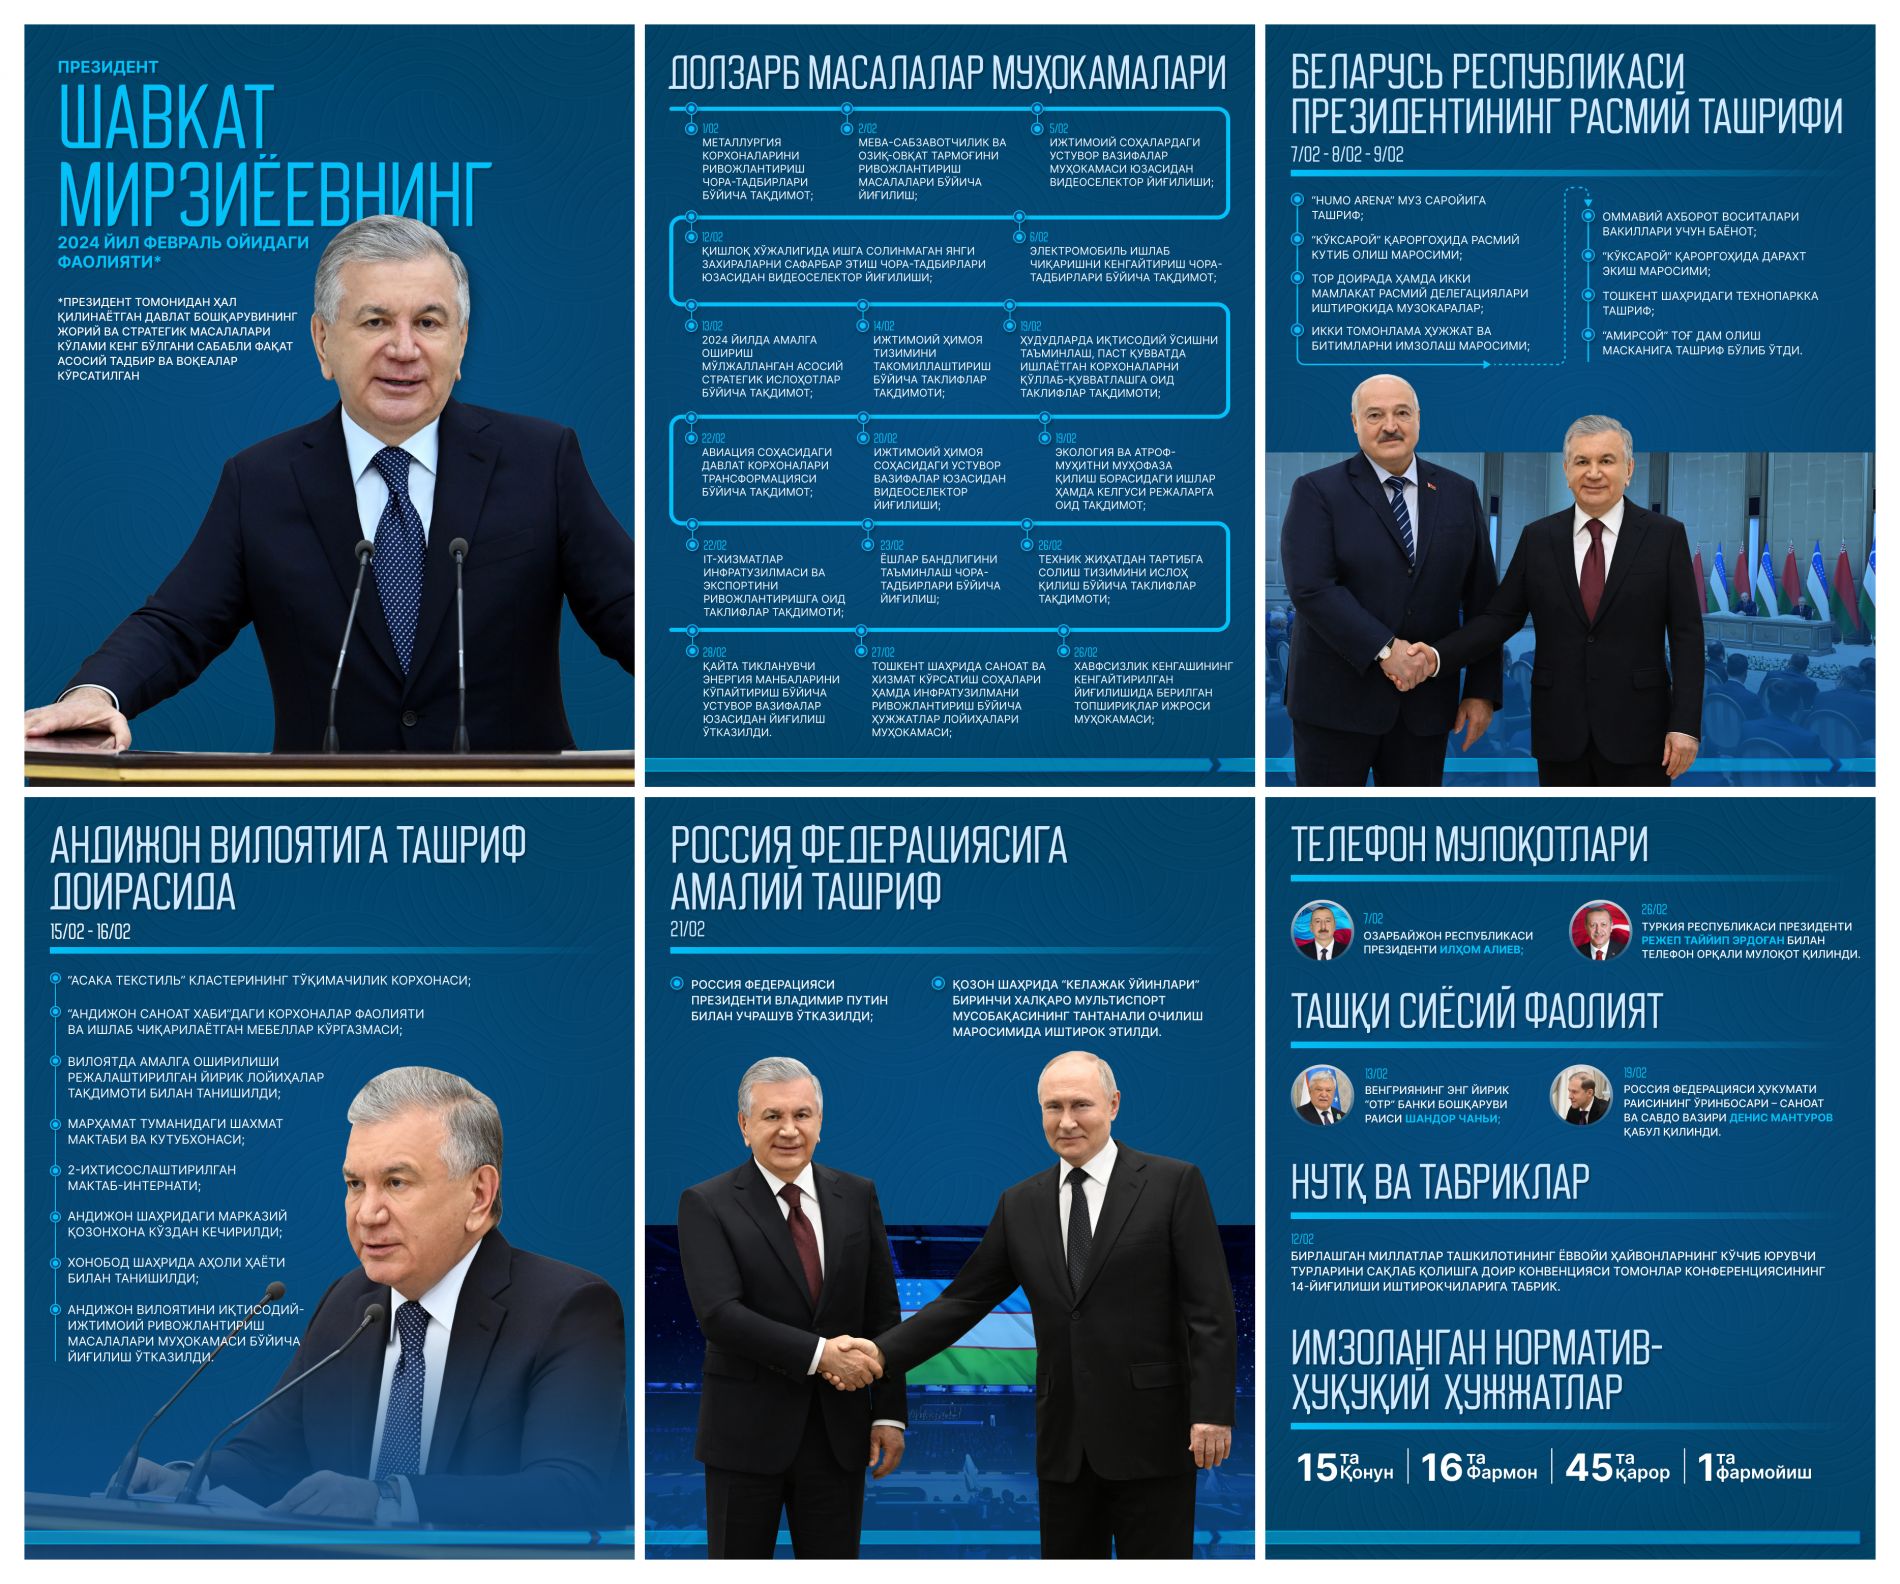 ПРЕЗИДЕНТ
ШАВКАТ
МИРЗИЁЕВНИНГ
2024 ЙИЛ ФЕВРАЛЬ ОЙИДАГИ
ФАОЛИЯТИ*
*ПРЕЗИДЕНТ ТОМОНИДАН ҲАЛ
ҚИЛИНАЁТГАН ДАВЛАТ БОШҚАРУВИНИНГ
ЖОРИЙ ВА СТРАТЕГИК МАСАЛАЛАРИ
КЎЛАМИ КЕНГ БЎЛГАНИ САБАБЛИ ФАҚАТ
АСОСИЙ ТАДБИР ВА ВОҚЕАЛАР
КЎРСАТИЛГАН
ДОЛЗАРБ МАСАЛАЛАР МУҲОКАМАЛАРИ
1/02
МЕТАЛЛУРГИЯ
КОРХОНАЛАРИНИ
РИВОЖЛАНТИРИШ
ЧОРА-ТАДБИРЛАРИ
БЎЙИЧА ТАҚДИМОТ;
2/02
МЕВА-САБЗАВОТЧИЛИК ВА
ОЗИҚ-ОВҚАТ ТАРМОҒИНИ
РИВОЖЛАНТИРИШ
МАСАЛАЛАРИ БЎЙИЧА
ЙИҒИЛИШ;
5/02
ИЖТИМОИЙ СОҲАЛАРДАГИ
УСТУВОР ВАЗИФАЛАР
МУҲОКАМАСИ ЮЗАСИДАН
ВИДЕОСЕЛЕКТОР ЙИҒИЛИШИ;
12/02
ҚИШЛОҚ ХЎЖАЛИГИДА ИШГА СОЛИНМАГАН ЯНГИ
ЗАХИРАЛАРНИ САФАРБАР ЭТИШ ЧОРА-ТАДБИРЛАРИ
ЮЗАСИДАН ВИДЕОСЕЛЕКТОР ЙИҒИЛИШИ;
6/02
ЭЛЕКТРОМОБИЛЬ ИШЛАБ
ЧИҚАРИШНИ КЕНГАЙТИРИШ ЧОРА-
ТАДБИРЛАРИ БЎЙИЧА ТАҚДИМОТ;
13/02
2024 ЙИЛДА АМАЛГА
ОШИРИШ
МЎЛЖАЛЛАНГАН АСОСИЙ
СТРАТЕГИК ИСЛОҲОТЛАР
БЎЙИЧА ТАҚДИМОТ;
14/02
ИЖТИМОИЙ ҲИМОЯ
ТИЗИМИНИ
ТАКОМИЛЛАШТИРИШ
БЎЙИЧА ТАКЛИФЛАР
ТАҚДИМОТИ;
19/02
ҲУДУДЛАРДА ИҚТИСОДИЙ ЎСИШНИ
ТАЪМИНЛАШ, ПАСТ ҚУВВАТДА
ИШЛАЁТГАН КОРХОНАЛАРНИ
ҚЎЛЛАБ-ҚУВВАТЛАШГА ОИД
ТАКЛИФЛАР ТАҚДИМОТИ;
22/02
АВИАЦИЯ СОҲАСИДАГИ
ДАВЛАТ КОРХОНАЛАРИ
ТРАНСФОРМАЦИЯСИ
БЎЙИЧА ТАҚДИМОТ;
20/02
ИЖТИМОИЙ ҲИМОЯ
СОҲАСИДАГИ УСТУВОР
ВАЗИФАЛАР ЮЗАСИДАН
ВИДЕОСЕЛЕКТОР
ЙИҒИЛИШИ;
19/02
ЭКОЛОГИЯ ВА АТРОФ-
МУҲИТНИ МУҲОФАЗА
ҚИЛИШ БОРАСИДАГИ ИШЛАР
ҲАМДА КЕЛГУСИ РЕЖАЛАРГА
ОИД ТАҚДИМОТ;
22/02
IT-ХИЗМАТЛАР
ИНФРАТУЗИЛМАСИ ВА
ЭКСПОРТИНИ
РИВОЖЛАНТИРИШГА ОИД
ТАКЛИФЛАР ТАҚДИМОТИ;
23/02
ЁШЛАР БАНДЛИГИНИ
ТАЪМИНЛАШ ЧОРА-
ТАДБИРЛАРИ БЎЙИЧА
ЙИҒИЛИШ;
26/02
ТЕХНИК ЖИҲАТДАН ТАРТИБГА
СОЛИШ ТИЗИМИНИ ИСЛОҲ
ҚИЛИШ БЎЙИЧА ТАКЛИФЛАР
ТАҚДИМОТИ;
28/02
ҚАЙТА ТИКЛАНУВЧИ
ЭНЕРГИЯ МАНБАЛАРИНИ
КЎПАЙТИРИШ БЎЙИЧА
УСТУВОР ВАЗИФАЛАР
ЮЗАСИДАН ЙИҒИЛИШ
ЎТКАЗИЛДИ.
27/02
ТОШКЕНТ ШАҲРИДА САНОАТ ВА
ХИЗМАТ КЎРСАТИШ СОҲАЛАРИ
ҲАМДА ИНФРАТУЗИЛМАНИ
РИВОЖЛАНТИРИШ БЎЙИЧА
ҲУЖЖАТЛАР ЛОЙИҲАЛАРИ
МУҲОКАМАСИ;
26/02
ХАВФСИЗЛИК КЕНГАШИНИНГ
КЕНГАЙТИРИЛГАН
ЙИҒИЛИШИДА БЕРИЛГАН
ТОПШИРИҚЛАР ИЖРОСИ
МУҲОКАМАСИ;
БЕЛАРУСЬ РЕСПУБЛИКАСИ
ПРЕЗИДЕНТИНИНГ РАСМИЙ ТАШРИФИ
7/02 - 8/02 - 9/02
“HUMO ARENA” МУЗ САРОЙИГА
ТАШРИФ;
“КЎКСАРОЙ” ҚАРОРГОҲИДА РАСМИЙ
КУТИБ ОЛИШ МАРОСИМИ;
ТОР ДОИРАДА ҲАМДА ИККИ
МАМЛАКАТ РАСМИЙ ДЕЛЕГАЦИЯЛАРИ
ИШТИРОКИДА МУЗОКАРАЛАР;
ИККИ ТОМОНЛАМА ҲУЖЖАТ ВА
БИТИМЛАРНИ ИМЗОЛАШ МАРОСИМИ;
ОММАВИЙ АХБОРОТ ВОСИТАЛАРИ
ВАКИЛЛАРИ УЧУН БАЁНОТ;
“КЎКСАРОЙ” ҚАРОРГОҲИДА ДАРАХТ
ЭКИШ МАРОСИМИ;
ТОШКЕНТ ШАҲРИДАГИ ТЕХНОПАРККА
ТАШРИФ;
“АМИРСОЙ” ТОҒ ДАМ ОЛИШ
МАСКАНИГА ТАШРИФ БЎЛИБ ЎТДИ.
АНДИЖОН ВИЛОЯТИГА ТАШРИФ
ДОИРАСИДА
15/02 - 16/02
“АСАКА ТЕКСТИЛЬ” КЛАСТЕРИНИНГ ТЎҚИМАЧИЛИК КОРХОНАСИ;
“АНДИЖОН САНОАТ ХАБИ”ДАГИ КОРХОНАЛАР ФАОЛИЯТИ
ВА ИШЛАБ ЧИҚАРИЛАЁТГАН МЕБЕЛЛАР КЎРГАЗМАСИ;
ВИЛОЯТДА АМАЛГА ОШИРИЛИШИ
РЕЖАЛАШТИРИЛГАН ЙИРИК ЛОЙИҲАЛАР
ТАҚДИМОТИ БИЛАН ТАНИШИЛДИ;
МАРҲАМАТ ТУМАНИДАГИ ШАХМАТ
МАКТАБИ ВА КУТУБХОНАСИ;
2-ИХТИСОСЛАШТИРИЛГАН
МАКТАБ-ИНТЕРНАТИ;
АНДИЖОН ШАҲРИДАГИ МАРКАЗИЙ
ҚОЗОНХОНА КЎЗДАН КЕЧИРИЛДИ;
ХОНОБОД ШАҲРИДА АҲОЛИ ҲАЁТИ
БИЛАН ТАНИШИЛДИ;
АНДИЖОН ВИЛОЯТИНИ ИҚТИСОДИЙ-
ИЖТИМОИЙ РИВОЖЛАНТИРИШ
МАСАЛАЛАРИ МУҲОКАМАСИ БЎЙИЧА
ЙИҒИЛИШ ЎТКАЗИЛДИ.
РОССИЯ ФЕДЕРАЦИЯСИГА
АМАЛИЙ ТАШРИФ
21/02
РОССИЯ ФЕДЕРАЦИЯСИ
ПРЕЗИДЕНТИ ВЛАДИМИР ПУТИН
БИЛАН УЧРАШУВ ЎТКАЗИЛДИ;
ҚОЗОН ШАҲРИДА “КЕЛАЖАК ЎЙИНЛАРИ”
БИРИНЧИ ХАЛҚАРО МУЛЬТИСПОРТ
МУСОБАҚАСИНИНГ ТАНТАНАЛИ ОЧИЛИШ
МАРОСИМИДА ИШТИРОК ЭТИЛДИ.
ТЕЛЕФОН МУЛОҚОТЛАРИ
7/02
ОЗАРБАЙЖОН РЕСПУБЛИКАСИ
ПРЕЗИДЕНТИ ИЛҲОМ АЛИЕВ;
26/02
ТУРКИЯ РЕСПУБЛИКАСИ ПРЕЗИДЕНТИ
РЕЖЕП ТАЙЙИП ЭРДОҒАН БИЛАН
ТЕЛЕФОН ОРҚАЛИ МУЛОҚОТ ҚИЛИНДИ.
ТАШҚИ СИЁСИЙ ФАОЛИЯТ
13/02
ВЕНГРИЯНИНГ ЭНГ ЙИРИК
“OTP” БАНКИ БОШҚАРУВИ
РАИСИ ШАНДОР ЧАНЬИ;
19/02
РОССИЯ ФЕДЕРАЦИЯСИ ҲУКУМАТИ
РАИСИНИНГ ЎРИНБОСАРИ – САНОАТ
ВА САВДО ВАЗИРИ ДЕНИС МАНТУРОВ
ҚАБУЛ ҚИЛИНДИ.
НУТҚ ВА ТАБРИКЛАР
12/02
БИРЛАШГАН МИЛЛАТЛАР ТАШКИЛОТИНИНГ ЁВВОЙИ ҲАЙВОНЛАРНИНГ КЎЧИБ ЮРУВЧИ
ТУРЛАРИНИ САҚЛАБ ҚОЛИШГА ДОИР КОНВЕНЦИЯСИ ТОМОНЛАР КОНФЕРЕНЦИЯСИНИНГ
14-ЙИҒИЛИШИ ИШТИРОКЧИЛАРИГА ТАБРИК.
ИМЗОЛАНГАН НОРМАТИВ-
ҲУҚУҚИЙ ҲУЖЖАТЛАР
15 та Қонун
16 та Фармон
45 та қарор
1 та фармойиш